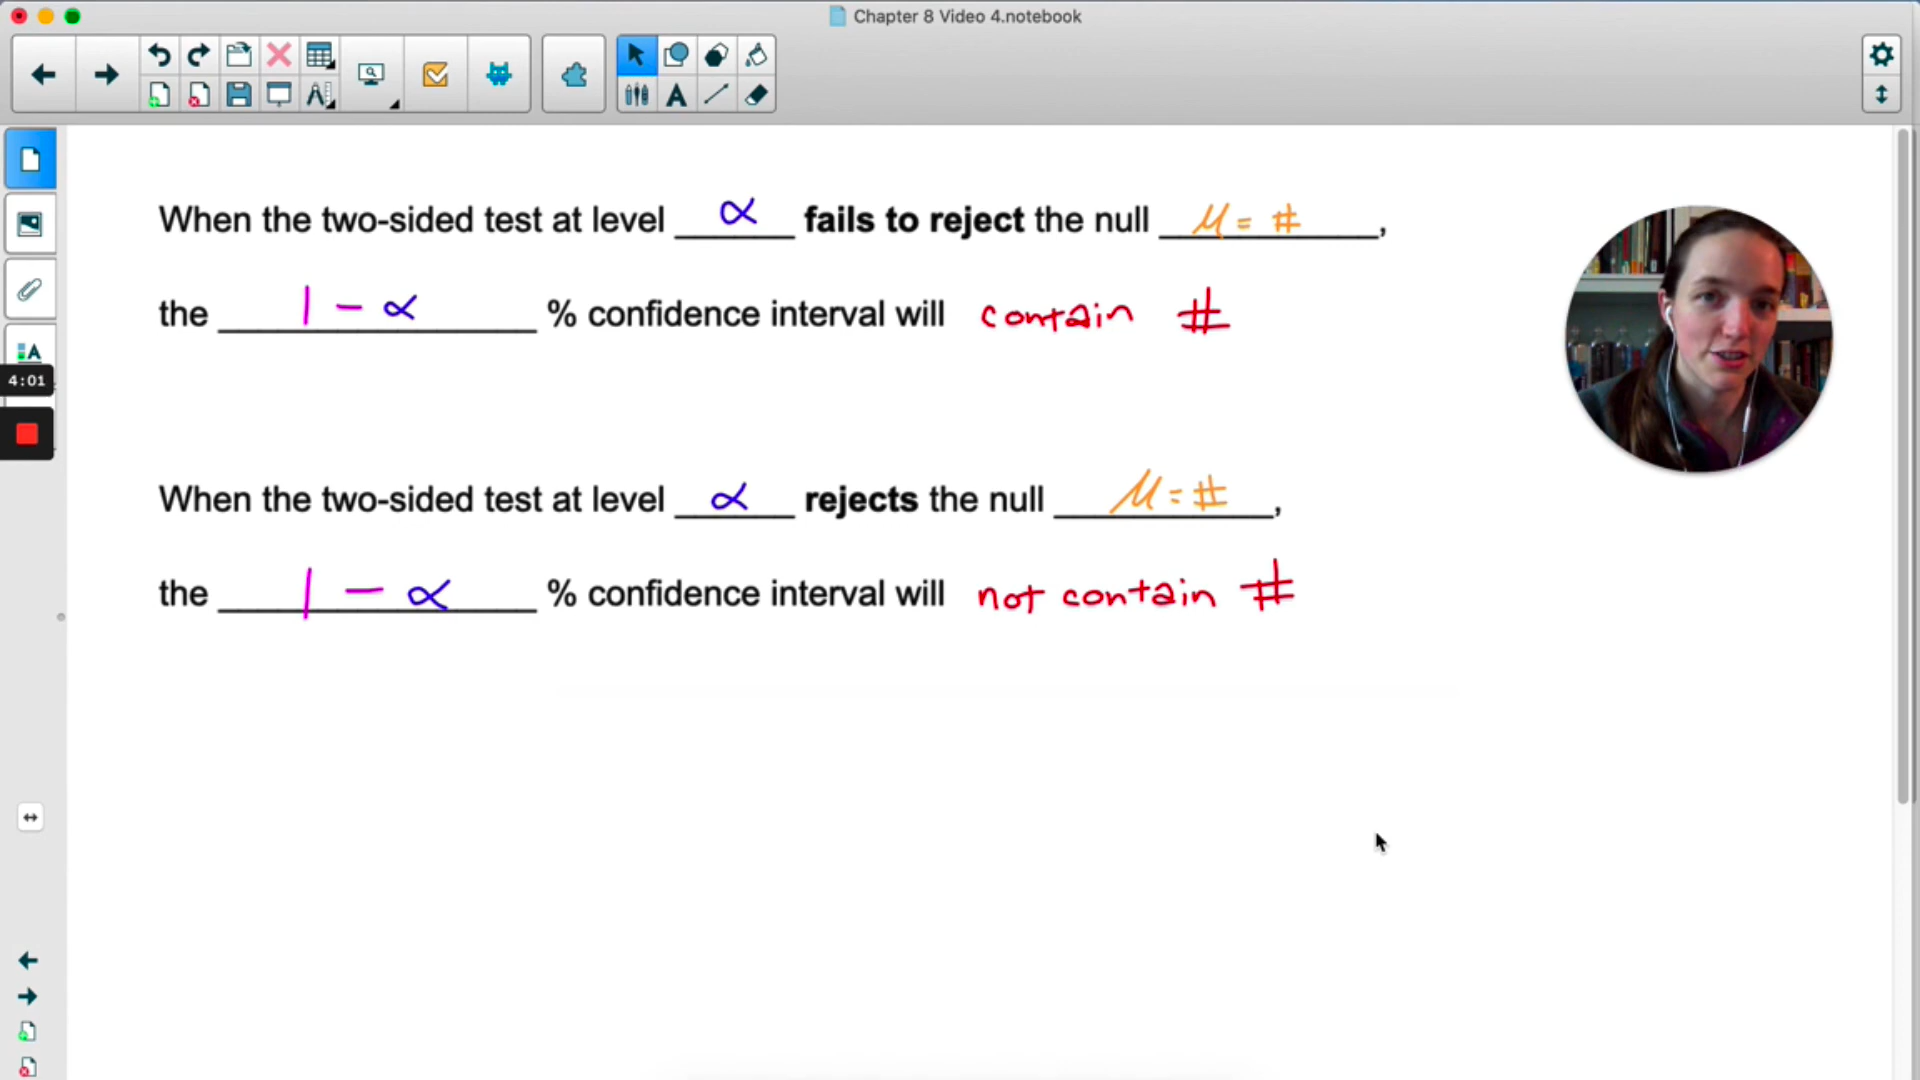 Chapter 8 Video 4.notebook
When the two-sided test at level α fails to reject the null μ = #,
the 1 - α % confidence interval will contain #
4:01
When the two-sided test at level α rejects the null μ = #,
the 1 - α % confidence interval will not contain #